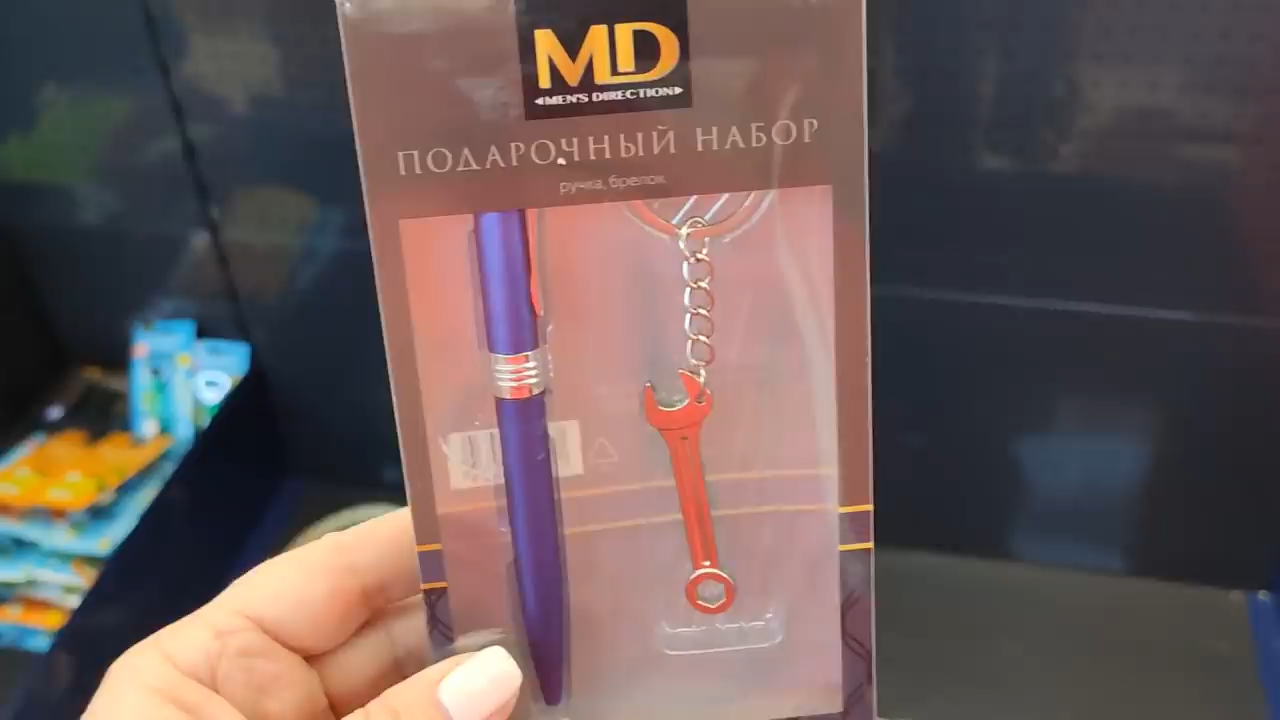 MD
MEN'S DIRECTION
ПОДАРОЧНЫЙ НАБОР
ручка, брелок